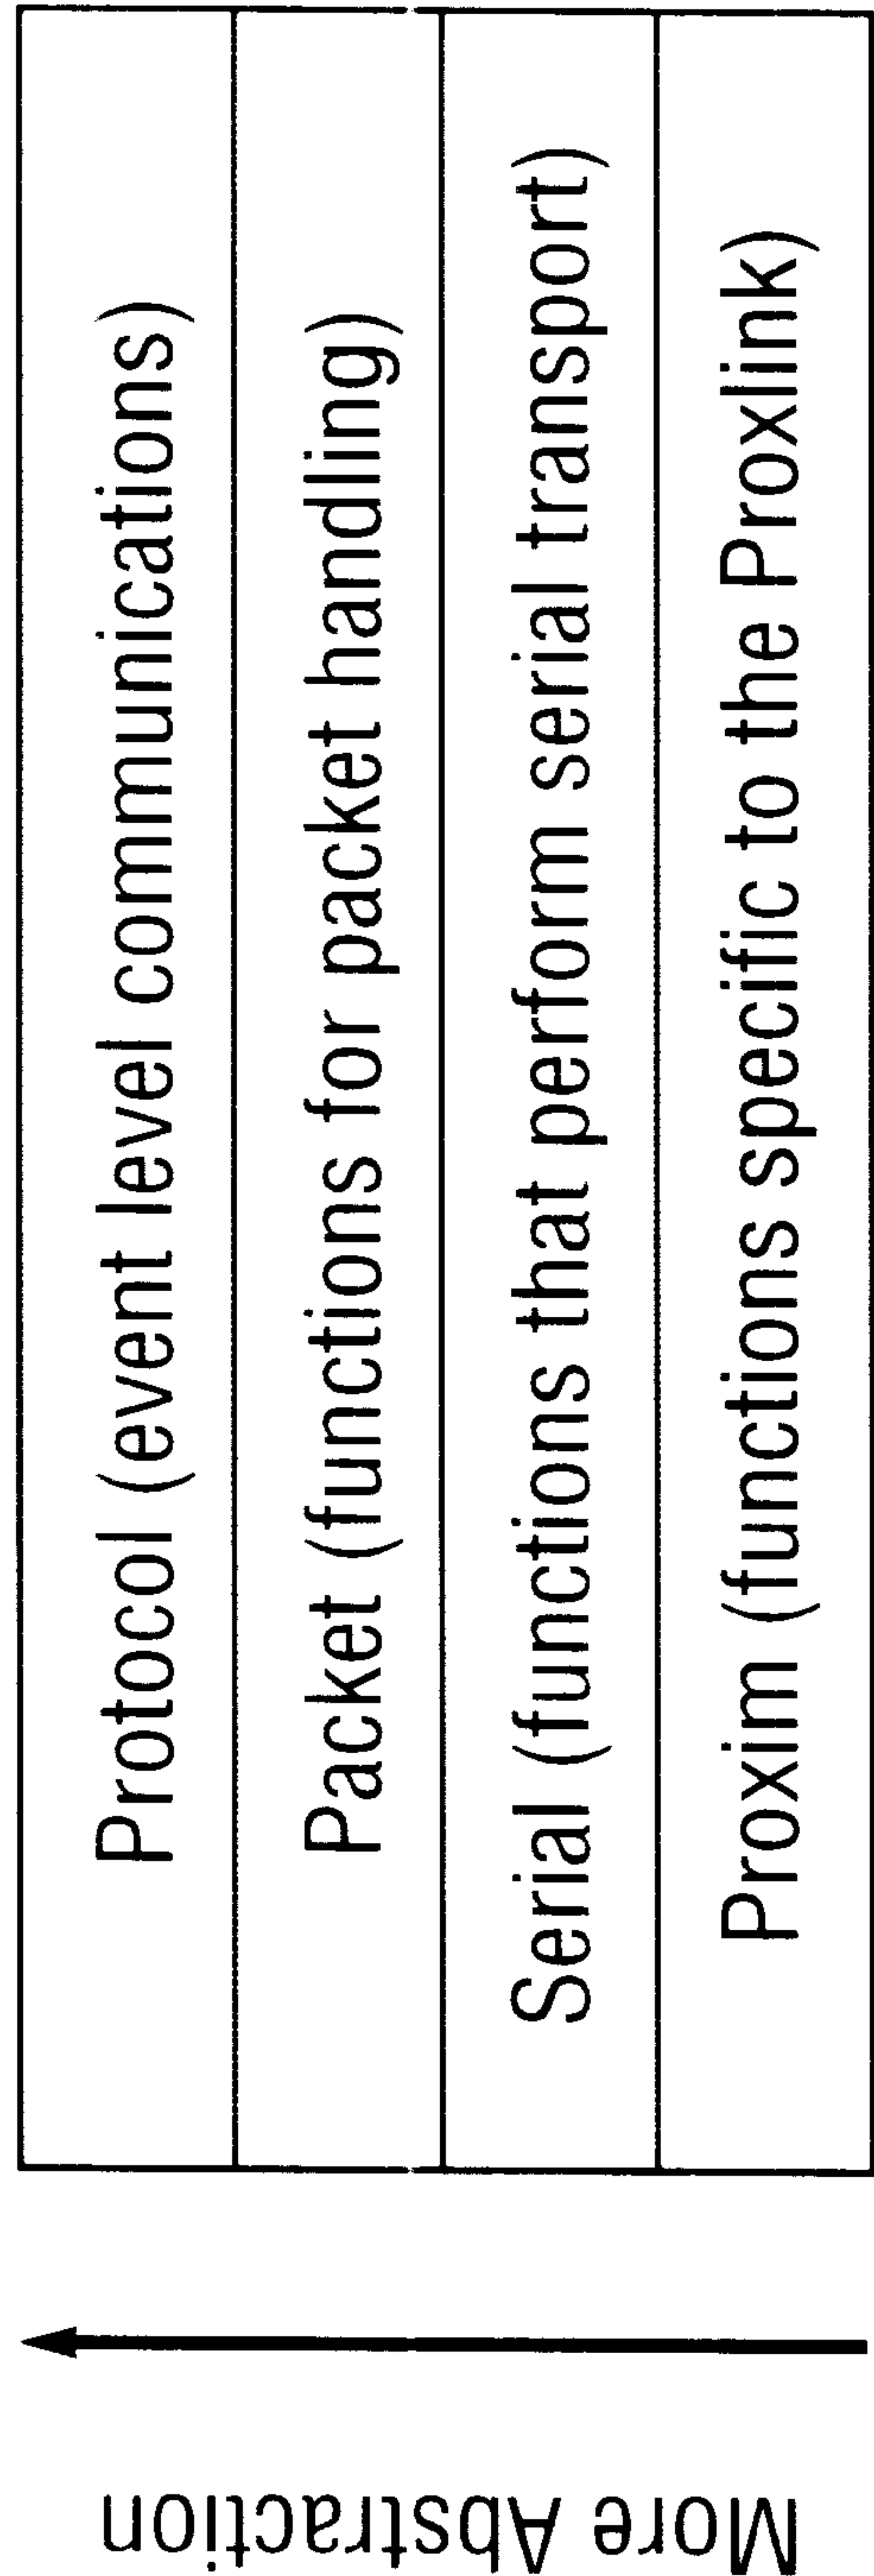 Protocol (event level communications)
Packet (functions for packet handling)
Serial (functions that perform serial transport)
Proxim (functions specific to the Proxlink)
More Abstraction